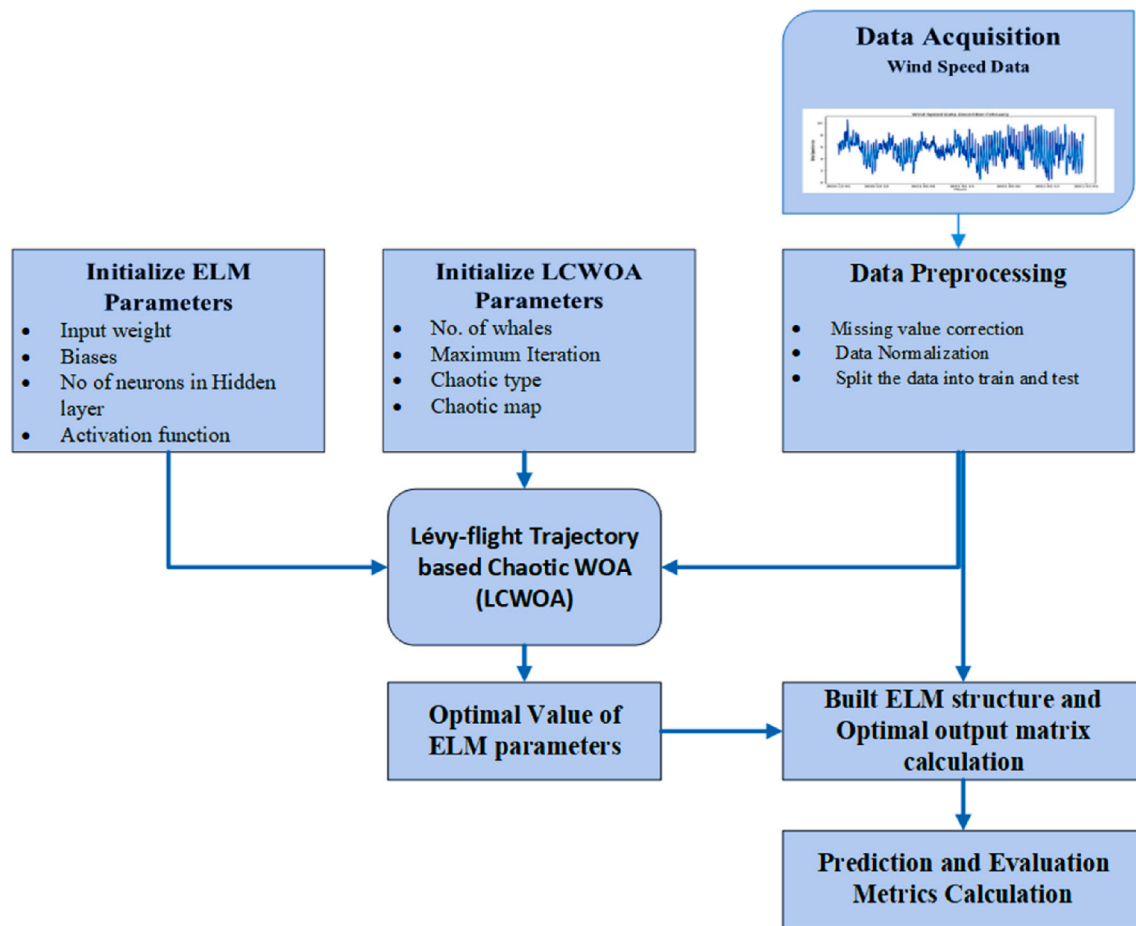 Data Acquisition
Wind Speed Data
Initialize ELM
Parameters
• Input weight
• Biases
• No of neurons in Hidden
layer
• Activation function
Initialize LCWOA
Parameters
• No. of whales
• Maximum Iteration
• Chaotic type
• Chaotic map
Data Preprocessing
• Missing value correction
• Data Normalization
• Split the data into train and test
Lévy-flight Trajectory
based Chaotic WOA
(LCWOA)
Optimal Value of
ELM parameters
Built ELM structure and
Optimal output matrix
calculation
Prediction and Evaluation
Metrics Calculation